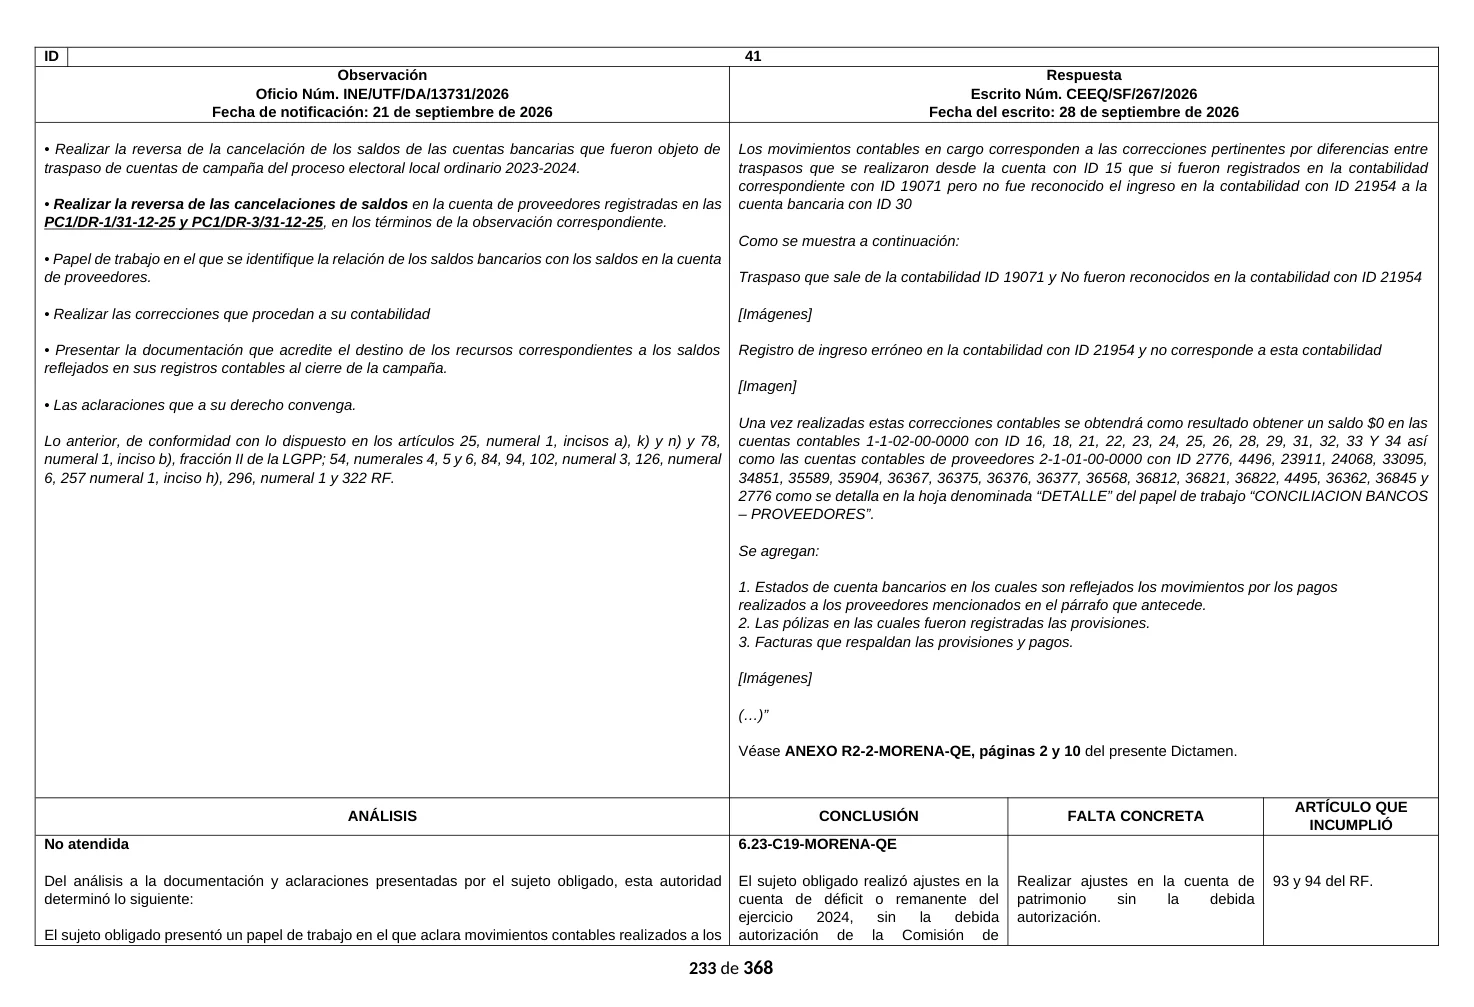 ID 41
Observación
Oficio Núm. INE/UTF/DA/13731/2026
Fecha de notificación: 21 de septiembre de 2026
Respuesta
Escrito Núm. CEEQ/SF/267/2026
Fecha del escrito: 28 de septiembre de 2026
• Realizar la reversa de la cancelación de los saldos de las cuentas bancarias que fueron objeto de
traspaso de cuentas de campaña del proceso electoral local ordinario 2023-2024.
• Realizar la reversa de las cancelaciones de saldos en la cuenta de proveedores registradas en las
PC1/DR-1/31-12-25 y PC1/DR-3/31-12-25, en los términos de la observación correspondiente.
• Papel de trabajo en el que se identifique la relación de los saldos bancarios con los saldos en la cuenta
de proveedores.
• Realizar las correcciones que procedan a su contabilidad
• Presentar la documentación que acredite el destino de los recursos correspondientes a los saldos
reflejados en sus registros contables al cierre de la campaña.
• Las aclaraciones que a su derecho convenga.
Lo anterior, de conformidad con lo dispuesto en los artículos 25, numeral 1, incisos a), k) y n) y 78,
numeral 1, inciso b), fracción II de la LGPP; 54, numerales 4, 5 y 6, 84, 94, 102, numeral 3, 126, numeral
6, 257 numeral 1, inciso h), 296, numeral 1 y 322 RF.
Los movimientos contables en cargo corresponden a las correcciones pertinentes por diferencias entre
traspasos que se realizaron desde la cuenta con ID 15 que si fueron registrados en la contabilidad
correspondiente con ID 19071 pero no fue reconocido el ingreso en la contabilidad con ID 21954 a la
cuenta bancaria con ID 30
Como se muestra a continuación:
Traspaso que sale de la contabilidad ID 19071 y No fueron reconocidos en la contabilidad con ID 21954
[Imágenes]
Registro de ingreso erróneo en la contabilidad con ID 21954 y no corresponde a esta contabilidad
[Imagen]
Una vez realizadas estas correcciones contables se obtendrá como resultado obtener un saldo $0 en las
cuentas contables 1-1-02-00-0000 con ID 16, 18, 21, 22, 23, 24, 25, 26, 28, 29, 31, 32, 33 Y 34 así
como las cuentas contables de proveedores 2-1-01-00-0000 con ID 2776, 4496, 23911, 24068, 33095,
34851, 35589, 35904, 36367, 36375, 36376, 36377, 36568, 36812, 36821, 36822, 4495, 36362, 36845 y
2776 como se detalla en la hoja denominada “DETALLE” del papel de trabajo “CONCILIACION BANCOS
– PROVEEDORES”.
Se agregan:
1. Estados de cuenta bancarios en los cuales son reflejados los movimientos por los pagos
realizados a los proveedores mencionados en el párrafo que antecede.
2. Las pólizas en las cuales fueron registradas las provisiones.
3. Facturas que respaldan las provisiones y pagos.
[Imágenes]
(…)”
Véase ANEXO R2-2-MORENA-QE, páginas 2 y 10 del presente Dictamen.
ANÁLISIS
CONCLUSIÓN
FALTA CONCRETA
ARTÍCULO QUE
INCUMPLIÓ
No atendida
Del análisis a la documentación y aclaraciones presentadas por el sujeto obligado, esta autoridad
determinó lo siguiente:
El sujeto obligado presentó un papel de trabajo en el que aclara movimientos contables realizados a los
6.23-C19-MORENA-QE
El sujeto obligado realizó ajustes en la
cuenta de déficit o remanente del
ejercicio 2024, sin la debida
autorización de la Comisión de
Realizar ajustes en la cuenta de
patrimonio sin la debida
autorización.
93 y 94 del RF.
233 de 368